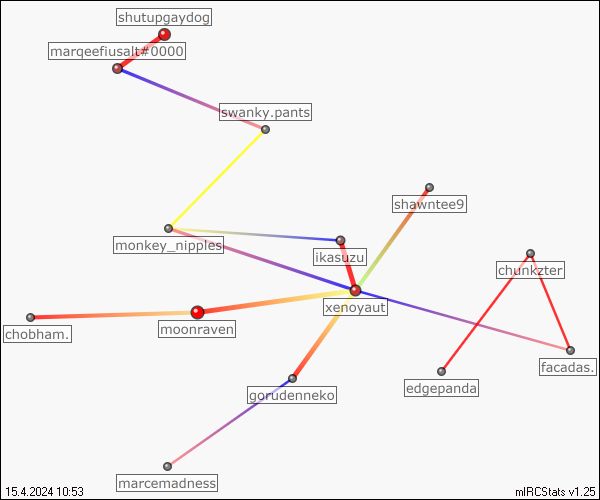 shutupgaydog
marqeefiusalt#0000
swanky.pants
shawntee9
monkey_nipples
ikasuzu
chunkzter
xenoyaut
chobham.
moonraven
facadas.
gorudenneko
edgepanda
marcemadness
15.4.2024 10:53
mIRCStats v1.25